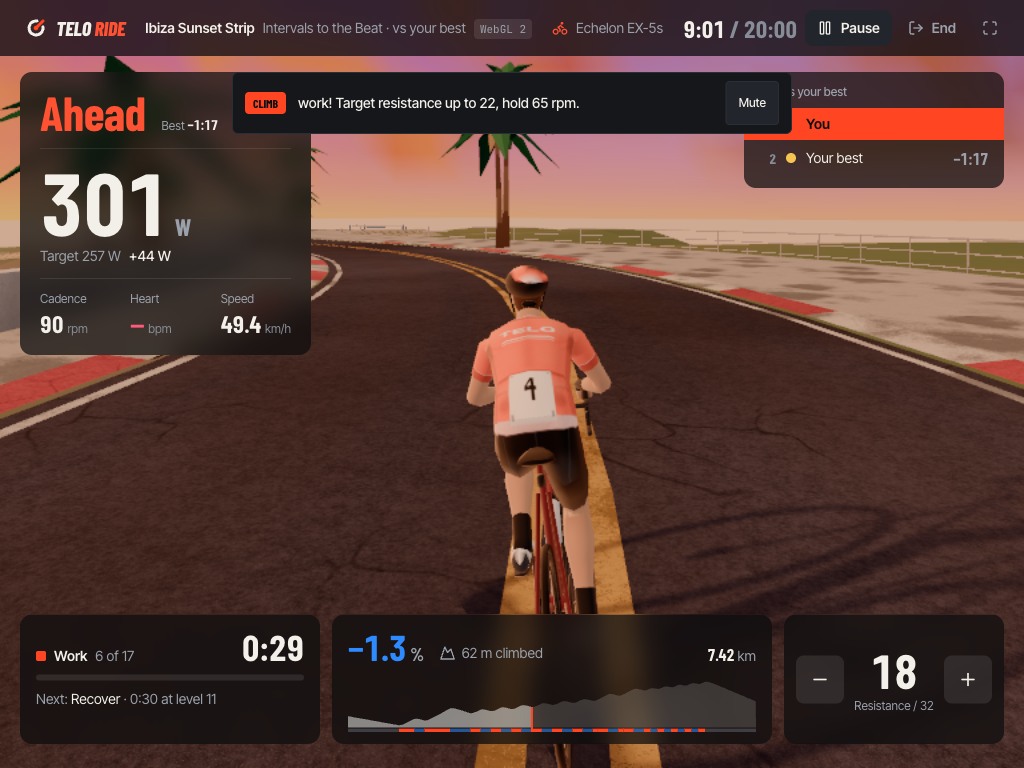 TELO RIDE
Ibiza Sunset Strip Intervals to the Beat · vs your best WebGL 2
Echelon EX-5s
9:01 / 20:00
Pause
End
CLIMB work! Target resistance up to 22, hold 65 rpm.
Mute
Ahead Best −1:17
301 W
Target 257 W +44 W
Cadence Heart Speed
90 rpm — bpm 49.4 km/h
s your best
You
2 Your best −1:17
TELO
4
Work 6 of 17 0:29
Next: Recover · 0:30 at level 11
−1.3 % 62 m climbed 7.42 km
− 18 +
Resistance / 32